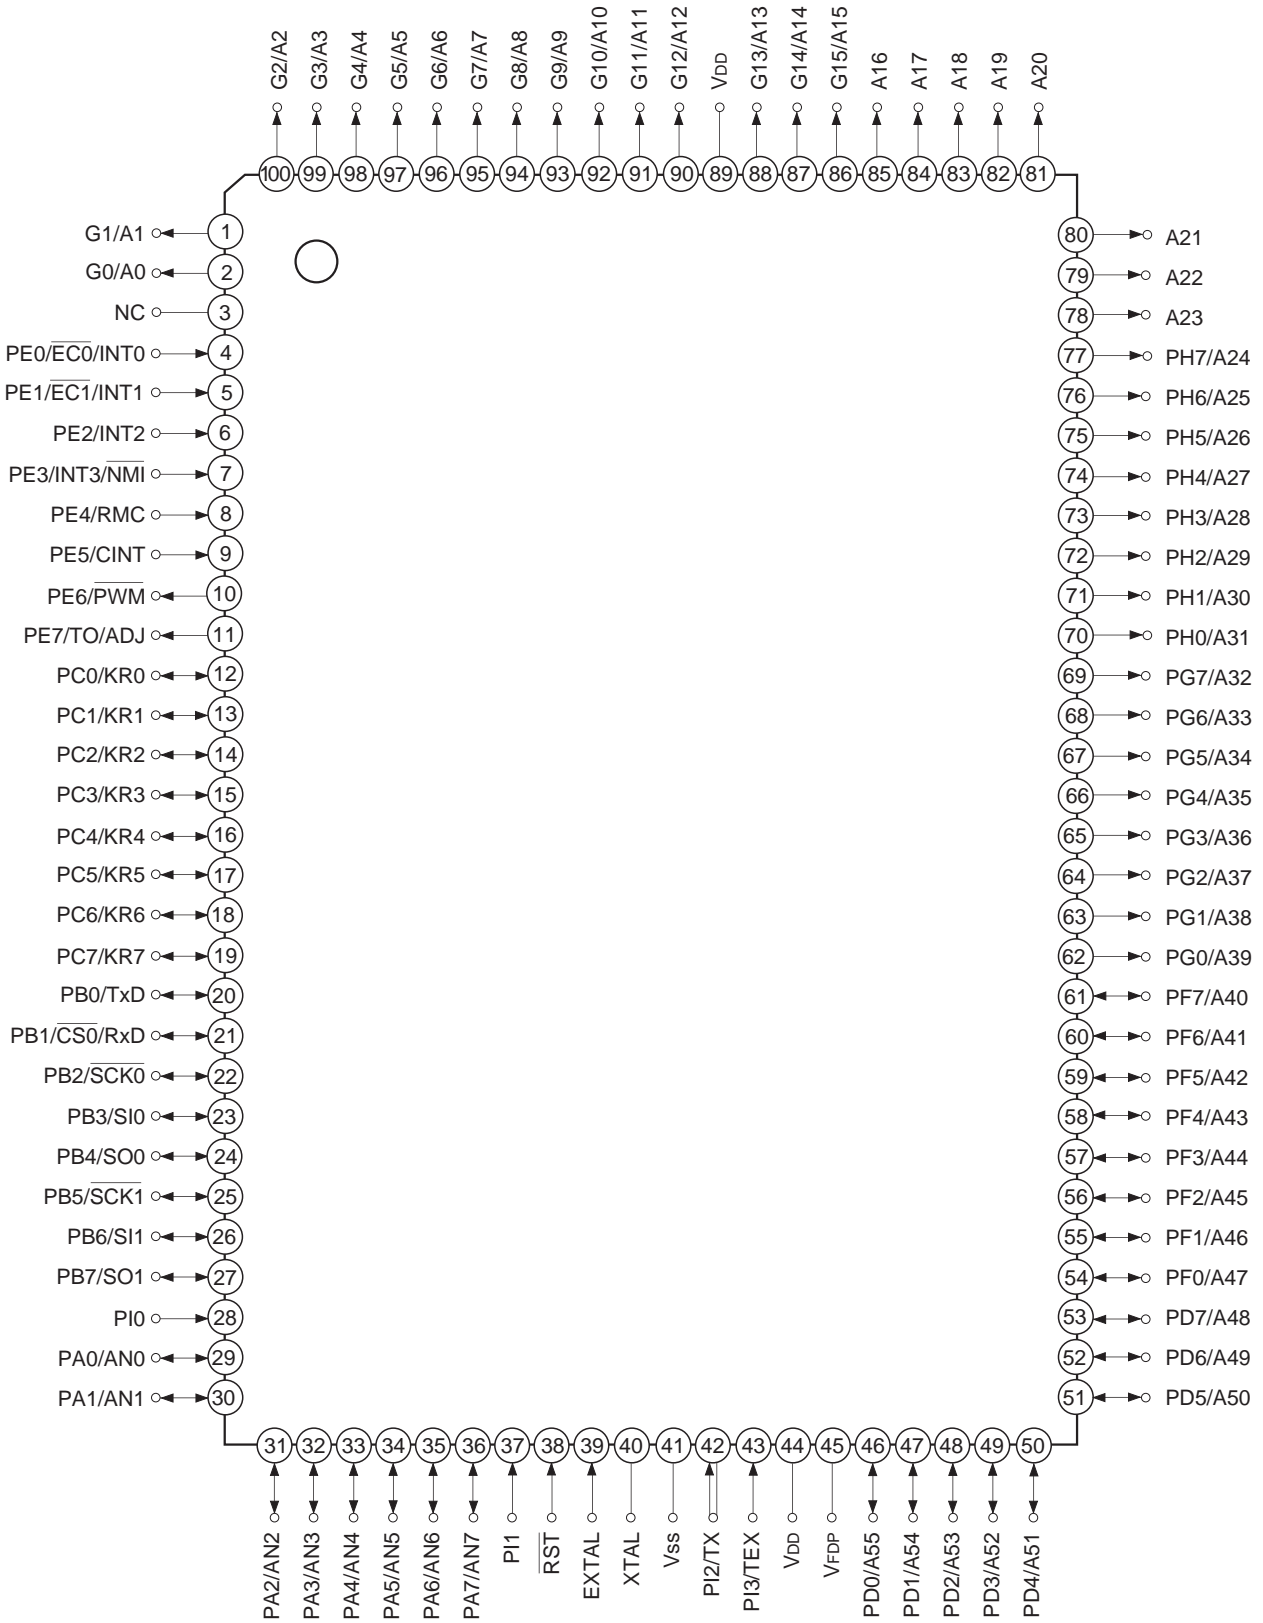 G2/A2
G3/A3
G4/A4
G5/A5
G6/A6
G7/A7
G8/A8
G9/A9
G10/A10
G11/A11
G12/A12
VDD
G13/A13
G14/A14
G15/A15
A16
A17
A18
A19
A20
100 99 98 97 96 95 94 93 92 91 90 89 88 87 86 85 84 83 82 81
G1/A1 1
G0/A0 2
NC 3
PE0/E̅C̅0̅/INT0 4
PE1/E̅C̅1̅/INT1 5
PE2/INT2 6
PE3/INT3/N̅M̅I̅ 7
PE4/RMC 8
PE5/CINT 9
PE6/P̅W̅M̅ 10
PE7/TO/ADJ 11
PC0/KR0 12
PC1/KR1 13
PC2/KR2 14
PC3/KR3 15
PC4/KR4 16
PC5/KR5 17
PC6/KR6 18
PC7/KR7 19
PB0/TxD 20
PB1/C̅S̅0̅/RxD 21
PB2/S̅C̅K̅0̅ 22
PB3/SI0 23
PB4/SO0 24
PB5/S̅C̅K̅1̅ 25
PB6/SI1 26
PB7/SO1 27
PI0 28
PA0/AN0 29
PA1/AN1 30
80 A21
79 A22
78 A23
77 PH7/A24
76 PH6/A25
75 PH5/A26
74 PH4/A27
73 PH3/A28
72 PH2/A29
71 PH1/A30
70 PH0/A31
69 PG7/A32
68 PG6/A33
67 PG5/A34
66 PG4/A35
65 PG3/A36
64 PG2/A37
63 PG1/A38
62 PG0/A39
61 PF7/A40
60 PF6/A41
59 PF5/A42
58 PF4/A43
57 PF3/A44
56 PF2/A45
55 PF1/A46
54 PF0/A47
53 PD7/A48
52 PD6/A49
51 PD5/A50
31 32 33 34 35 36 37 38 39 40 41 42 43 44 45 46 47 48 49 50
PA2/AN2
PA3/AN3
PA4/AN4
PA5/AN5
PA6/AN6
PA7/AN7
PI1
R̅S̅T̅
EXTAL
XTAL
Vss
PI2/TX
PI3/TEX
VDD
VFDP
PD0/A55
PD1/A54
PD2/A53
PD3/A52
PD4/A51